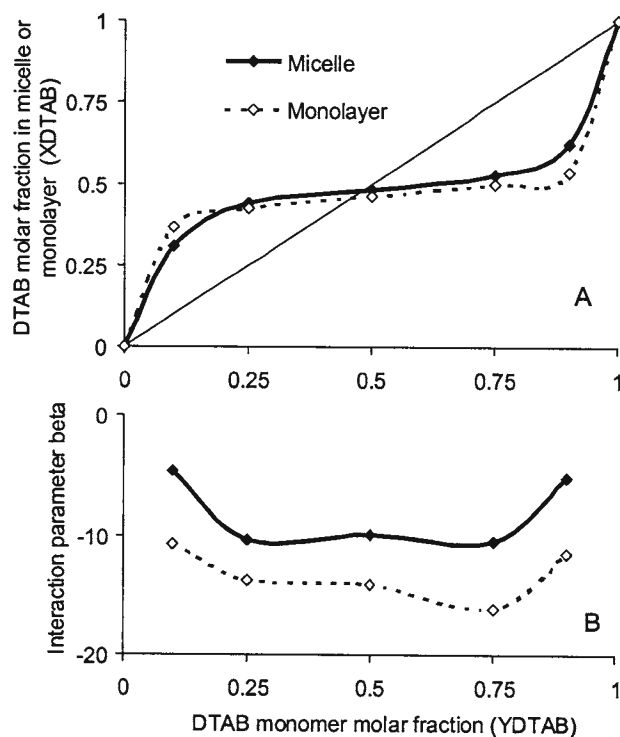 DTAB molar fraction in micelle or
monolayer (XDTAB)
1
0.75
0.5
0.25
0
Micelle
Monolayer
A
0
0.25
0.5
0.75
1
Interaction parameter beta
0
-10
-20
B
0
0.25
0.5
0.75
1
DTAB monomer molar fraction (YDTAB)